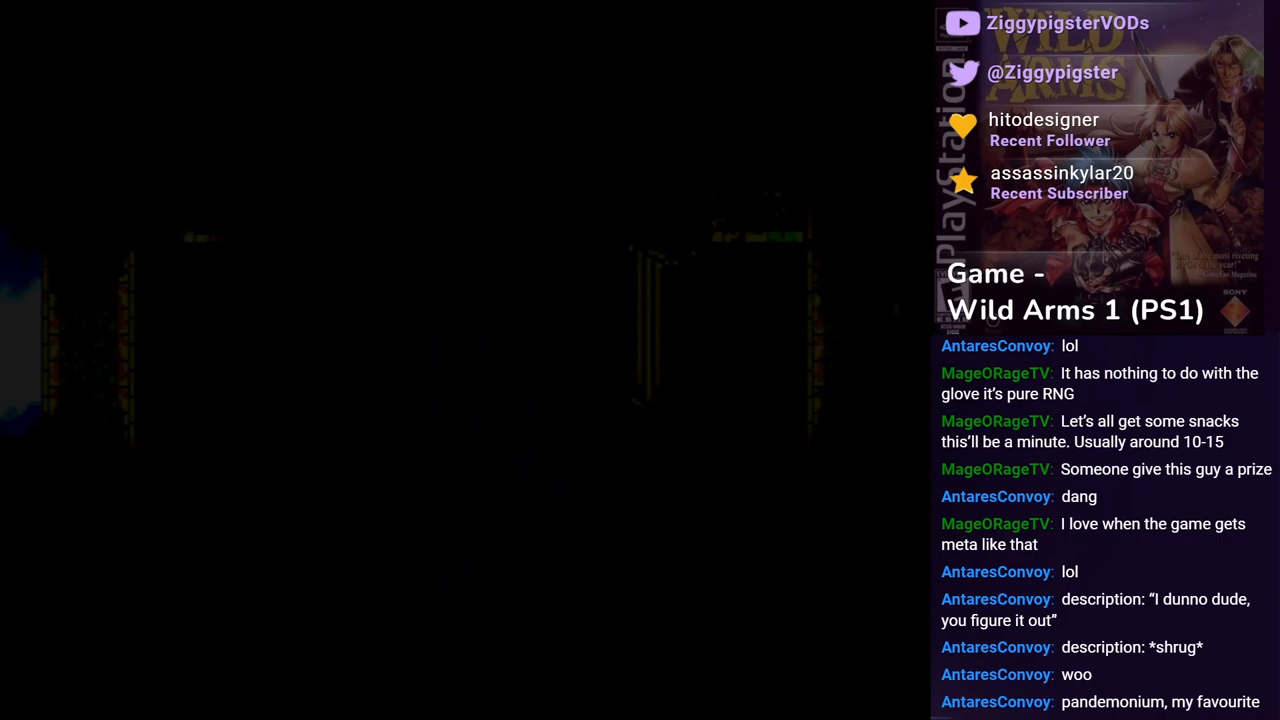 ZiggypigsterVODs
@Ziggypigster
hitodesigner
Recent Follower
assassinkylar20
Recent Subscriber
WILD
ARMS
PlayStation
Game -
Wild Arms 1 (PS1)
SONY
AntaresConvoy: lol
MageORageTV: It has nothing to do with the
glove it’s pure RNG
MageORageTV: Let’s all get some snacks
this’ll be a minute. Usually around 10-15
MageORageTV: Someone give this guy a prize
AntaresConvoy: dang
MageORageTV: I love when the game gets
meta like that
AntaresConvoy: lol
AntaresConvoy: description: “I dunno dude,
you figure it out”
AntaresConvoy: description: *shrug*
AntaresConvoy: woo
AntaresConvoy: pandemonium, my favourite